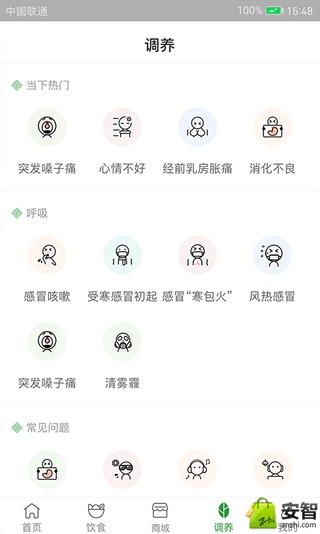 中国联通 100% 16:48
调养
当下热门
突发嗓子痛 心情不好 经前乳房胀痛 消化不良
呼吸
感冒咳嗽 受寒感冒初起 感冒“寒包火” 风热感冒
突发嗓子痛 清雾霾
常见问题
首页 饮食 商城 调养 我的
zhi 安智
anzhi.com